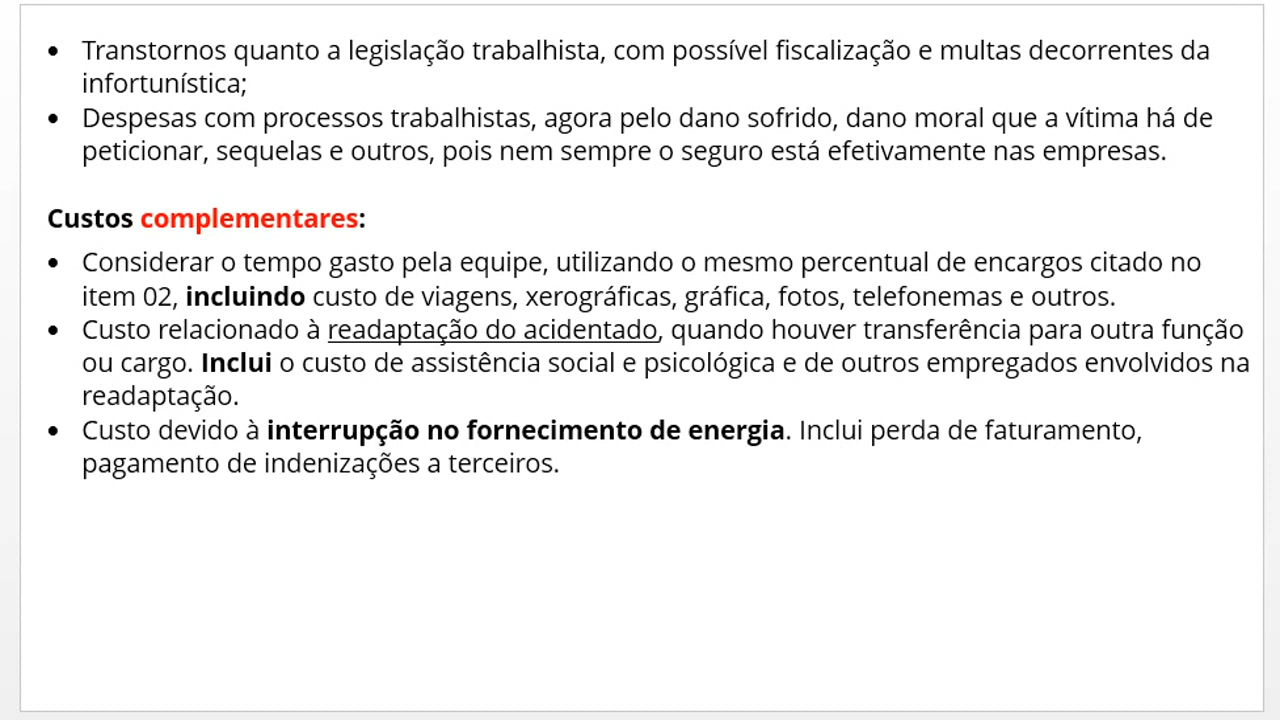 • Transtornos quanto a legislação trabalhista, com possível fiscalização e multas decorrentes da
infortunística;
• Despesas com processos trabalhistas, agora pelo dano sofrido, dano moral que a vítima há de
peticionar, sequelas e outros, pois nem sempre o seguro está efetivamente nas empresas.
Custos complementares:
• Considerar o tempo gasto pela equipe, utilizando o mesmo percentual de encargos citado no
item 02, incluindo custo de viagens, xerográficas, gráfica, fotos, telefonemas e outros.
• Custo relacionado à readaptação do acidentado, quando houver transferência para outra função
ou cargo. Inclui o custo de assistência social e psicológica e de outros empregados envolvidos na
readaptação.
• Custo devido à interrupção no fornecimento de energia. Inclui perda de faturamento,
pagamento de indenizações a terceiros.